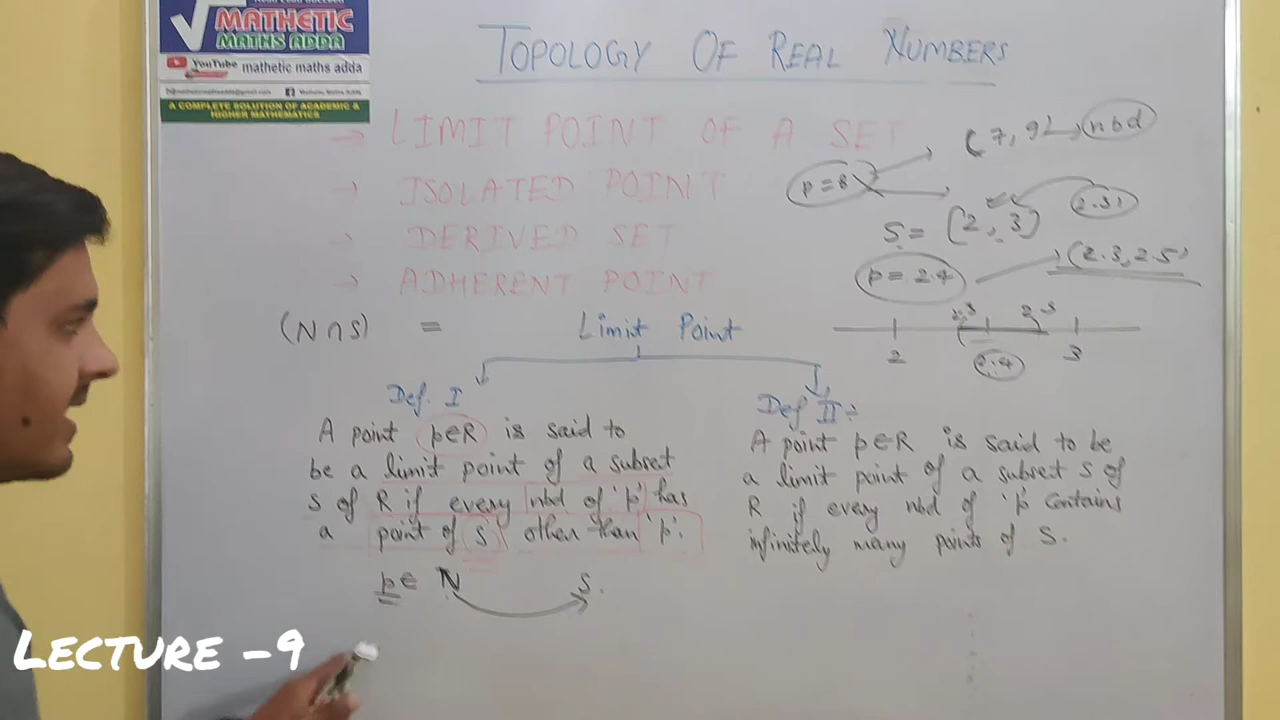 MATHETIC
MATHS ADDA
YouTube mathetic maths adda
A COMPLETE SOLUTION OF ACADEMIC &
HIGHER MATHEMATICS
TOPOLOGY OF REAL NUMBERS
→ LIMIT POINT OF A SET
→ ISOLATED POINT
→ DERIVED SET
→ ADHERENT POINT
(7, 9) → nbd
p = 8
2.31
S = (2, 3)
p = 2.4
(2.3, 2.5)
2.3 2.5
2 2.4 3
(N ∩ S) =
Limit Point
Def. I
A point p∈R is said to
be a limit point of a subset
S of R if every nbd of 'p' has
a point of S other than 'p'.
p ∈ N S.
Def II :
A point p∈R is said to be
a limit point of a subset S of
R if every nbd of 'p' contains
infinitely many points of S.
LECTURE -9